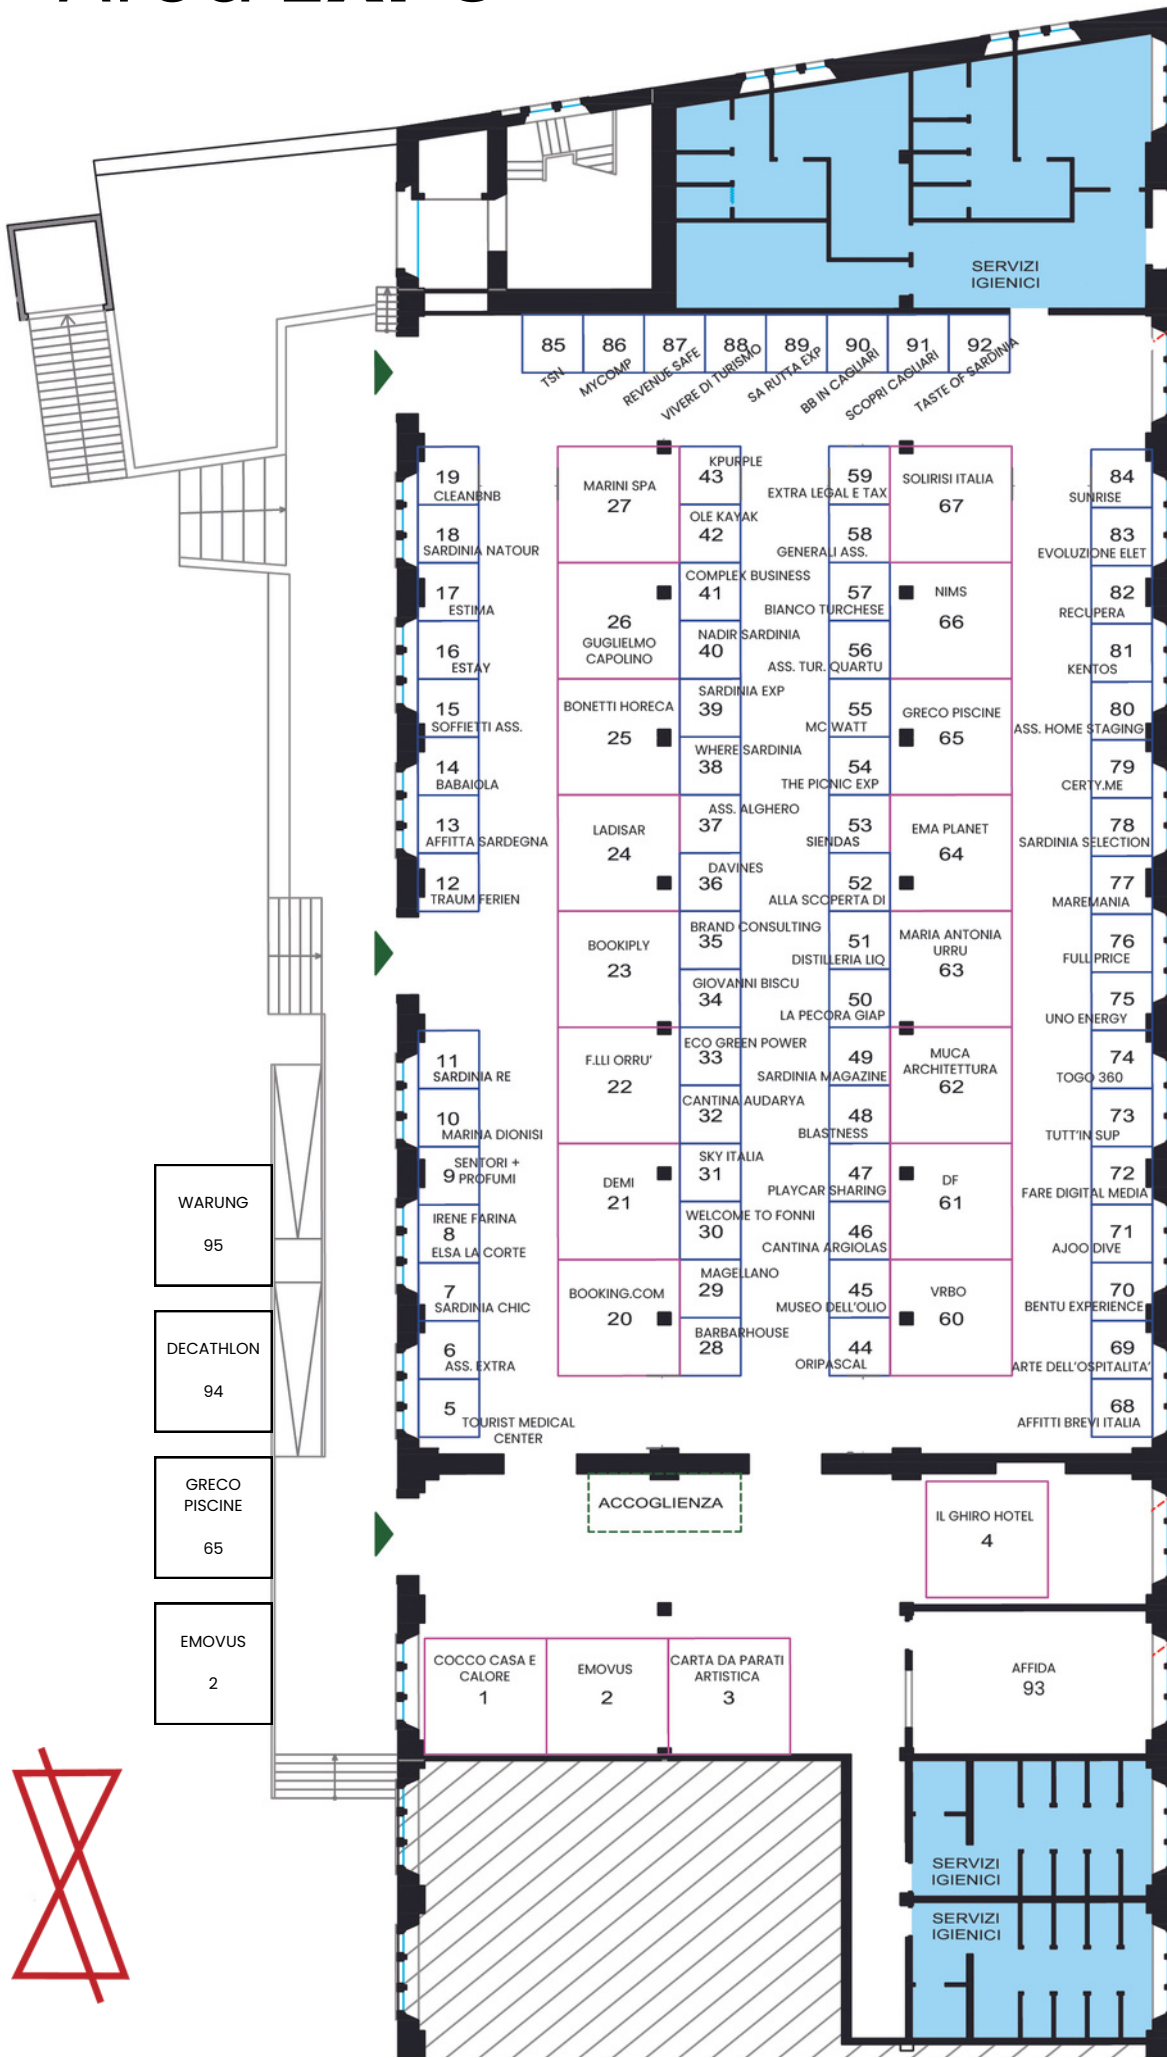 SERVIZI
IGIENICI
85
TSN
86
MYCOMP
87
REVENUE SAFE
88
VIVERE DI TURISMO
89
SA RUTTA EXP
90
BB IN CAGLIARI
91
SCOPRI CAGLIARI
92
TASTE OF SARDINIA
19
CLEANBNB
18
SARDINIA NATOUR
17
ESTIMA
16
ESTAY
15
SOFFIETTI ASS.
14
BABAIOLA
13
AFFITTA SARDEGNA
12
TRAUM FERIEN
11
SARDINIA RE
10
MARINA DIONISI
SENTORI +
9 PROFUMI
IRENE FARINA
8
ELSA LA CORTE
7
SARDINIA CHIC
6
ASS. EXTRA
5
TOURIST MEDICAL
CENTER
MARINI SPA
27
26
GUGLIELMO
CAPOLINO
BONETTI HORECA
25
LADISAR
24
BOOKIPLY
23
F.LLI ORRU'
22
DEMI
21
BOOKING.COM
20
KPURPLE
43
OLE KAYAK
42
COMPLEX BUSINESS
41
NADIR SARDINIA
40
SARDINIA EXP
39
WHERE SARDINIA
38
ASS. ALGHERO
37
DAVINES
36
BRAND CONSULTING
35
GIOVANNI BISCU
34
ECO GREEN POWER
33
CANTINA AUDARYA
32
SKY ITALIA
31
WELCOME TO FONNI
30
MAGELLANO
29
BARBARHOUSE
28
59
EXTRA LEGAL E TAX
58
GENERALI ASS.
57
BIANCO TURCHESE
56
ASS. TUR. QUARTU
55
MC WATT
54
THE PICNIC EXP
53
SIENDAS
52
ALLA SCOPERTA DI
51
DISTILLERIA LIQ
50
LA PECORA GIAP
49
SARDINIA MAGAZINE
48
BLASTNESS
47
PLAYCAR SHARING
46
CANTINA ARGIOLAS
45
MUSEO DELL'OLIO
44
ORIPASCAL
SOLIRISI ITALIA
67
NIMS
66
GRECO PISCINE
65
EMA PLANET
64
MARIA ANTONIA
URRU
63
MUCA
ARCHITETTURA
62
DF
61
VRBO
60
84
SUNRISE
83
EVOLUZIONE ELET
82
RECUPERA
81
KENTOS
80
ASS. HOME STAGING
79
CERTY.ME
78
SARDINIA SELECTION
77
MAREMANIA
76
FULL PRICE
75
UNO ENERGY
74
TOGO 360
73
TUTT'IN SUP
72
FARE DIGITAL MEDIA
71
AJOO DIVE
70
BENTU EXPERIENCE
69
ARTE DELL'OSPITALITA'
68
AFFITTI BREVI ITALIA
WARUNG
95
DECATHLON
94
GRECO
PISCINE
65
EMOVUS
2
ACCOGLIENZA
IL GHIRO HOTEL
4
COCCO CASA E
CALORE
1
EMOVUS
2
CARTA DA PARATI
ARTISTICA
3
AFFIDA
93
SERVIZI
IGIENICI
SERVIZI
IGIENICI